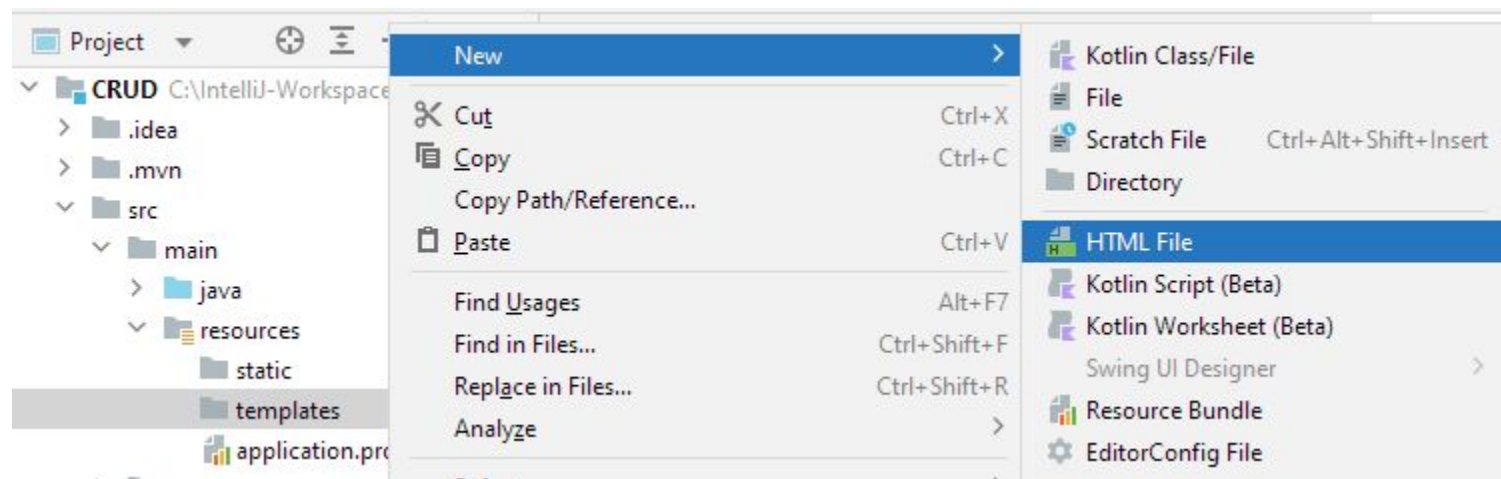 Project
CRUD C:\IntelliJ-Workspace
.idea
.mvn
src
main
java
resources
static
templates
application.pro
New
Cut Ctrl+X
Copy Ctrl+C
Copy Path/Reference...
Paste Ctrl+V
Find Usages Alt+F7
Find in Files... Ctrl+Shift+F
Replace in Files... Ctrl+Shift+R
Analyze
Kotlin Class/File
File
Scratch File Ctrl+Alt+Shift+Insert
Directory
HTML File
Kotlin Script (Beta)
Kotlin Worksheet (Beta)
Swing UI Designer
Resource Bundle
EditorConfig File